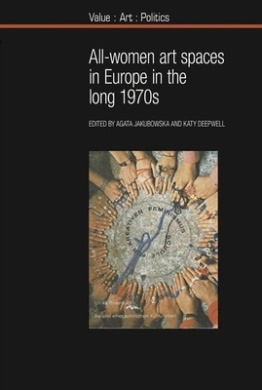 Value : Art : Politics
All-women art spaces
in Europe in the
long 1970s
EDITED BY AGATA JAKUBOWSKA AND KATY DEEPWELL